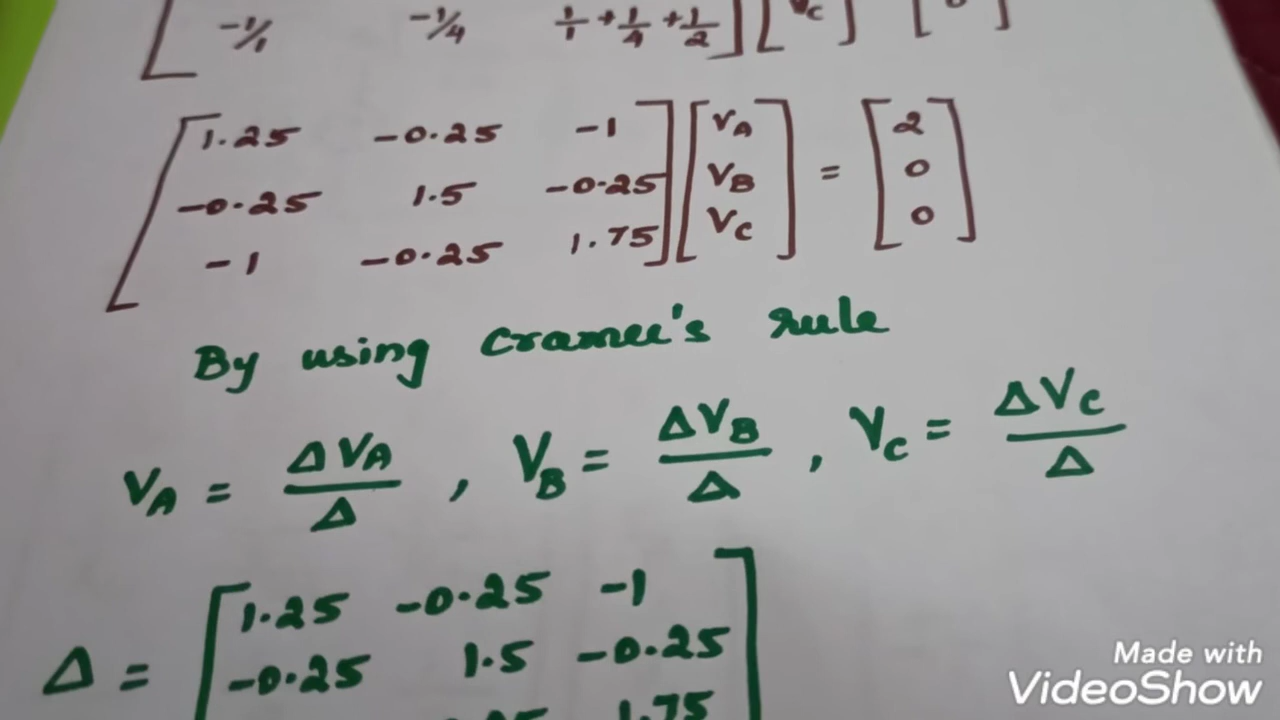 -1/1 -1/4 1/1 + 1/4 + 1/2 Vc 0
1.25 -0.25 -1 VA 2
-0.25 1.5 -0.25 VB = 0
-1 -0.25 1.75 VC 0
By using Cramee's rule
VA = ΔVA/Δ , VB = ΔVB/Δ , VC = ΔVC/Δ
1.25 -0.25 -1
Δ = -0.25 1.5 -0.25
1.75
Made with
VideoShow